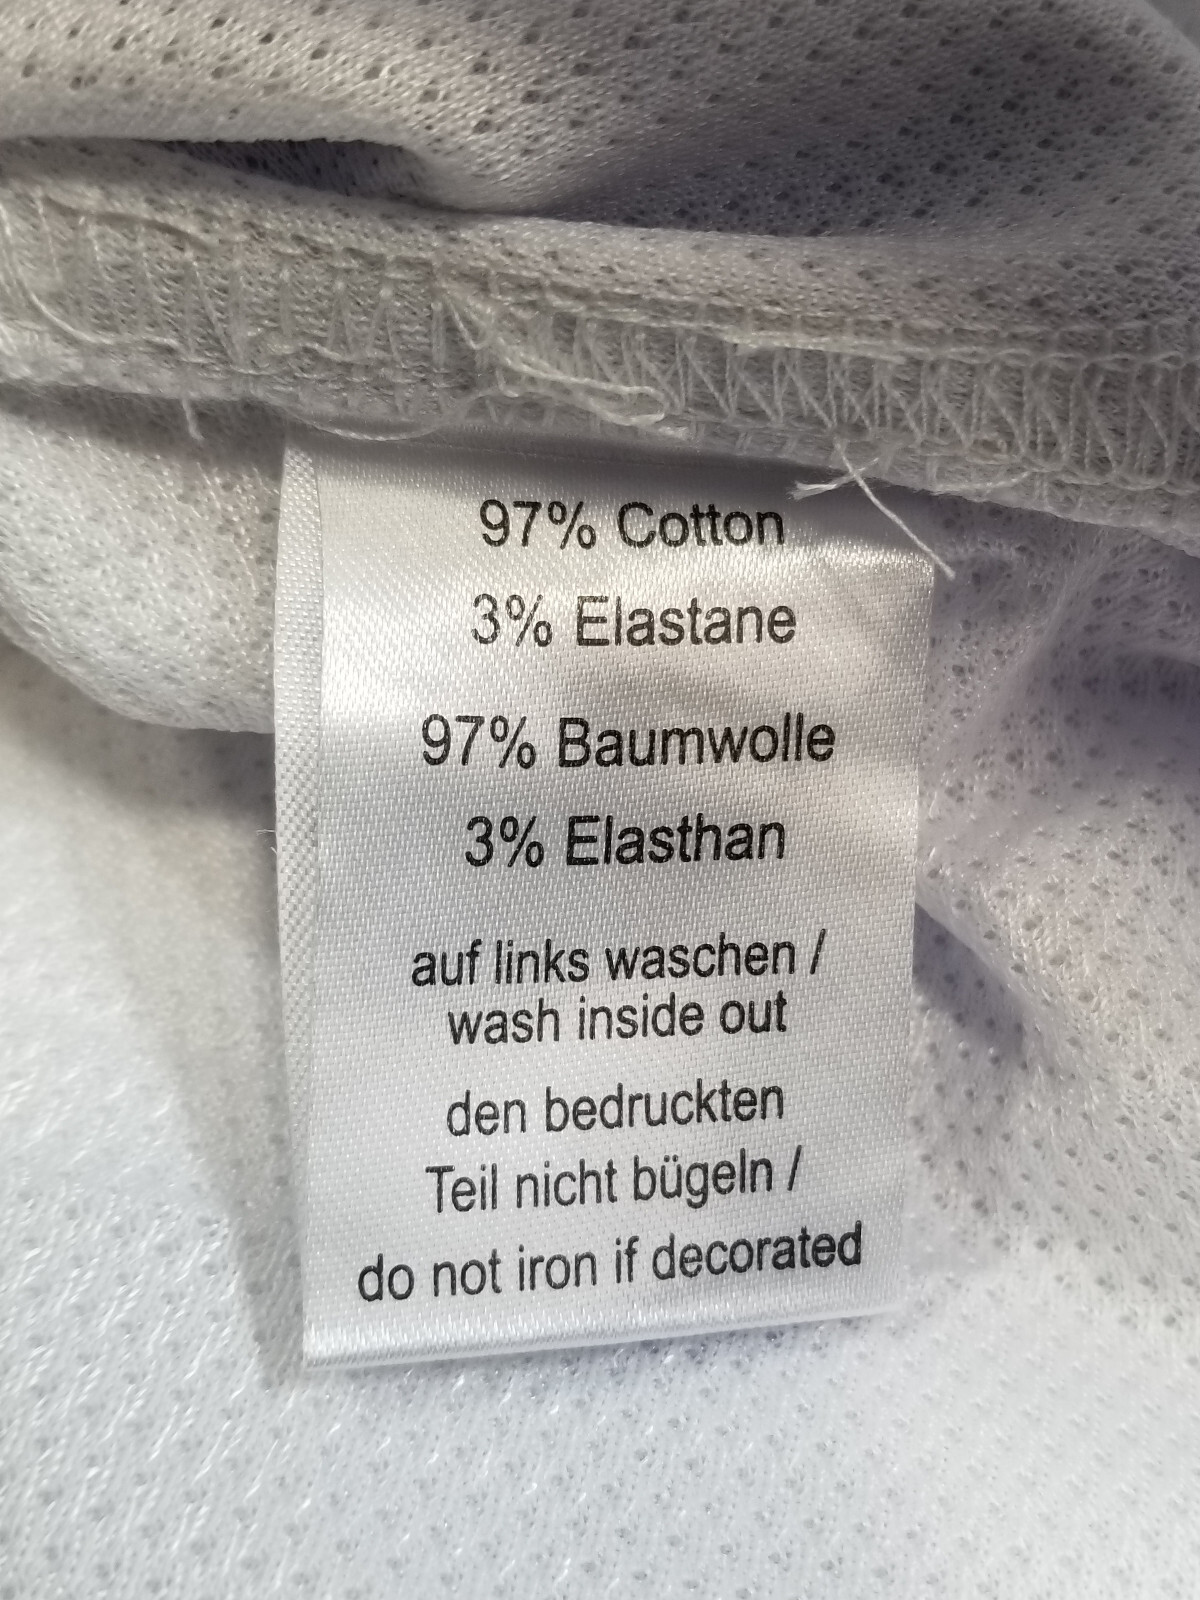 97% Cotton
3% Elastane
97% Baumwolle
3% Elasthan
auf links waschen /
wash inside out
den bedruckten
Teil nicht bügeln /
do not iron if decorated